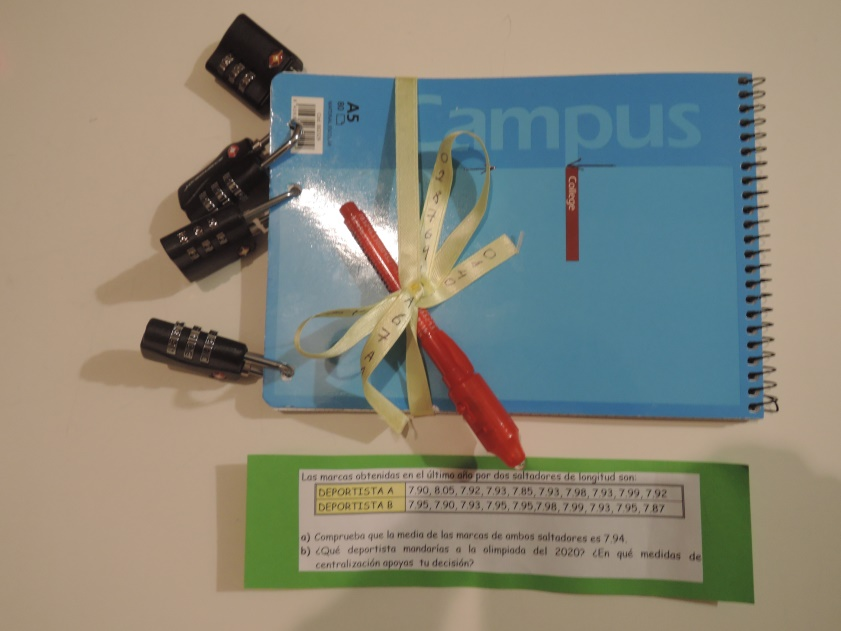 A5
80
Campus
College
Las marcas obtenidas en el último año por dos saltadores de longitud son:
DEPORTISTA A 7.90, 8.05, 7.92, 7.93, 7.85, 7.93, 7.98, 7.93, 7.99, 7.92
DEPORTISTA B 7.95, 7.90, 7.93, 7.95, 7.95,7.98, 7.99, 7.93, 7.95, 7.87
a) Comprueba que la media de las marcas de ambos saltadores es 7.94.
b) ¿Qué deportista mandarías a la olimpiada del 2020? ¿En qué medidas de
centralización apoyas tu decisión?